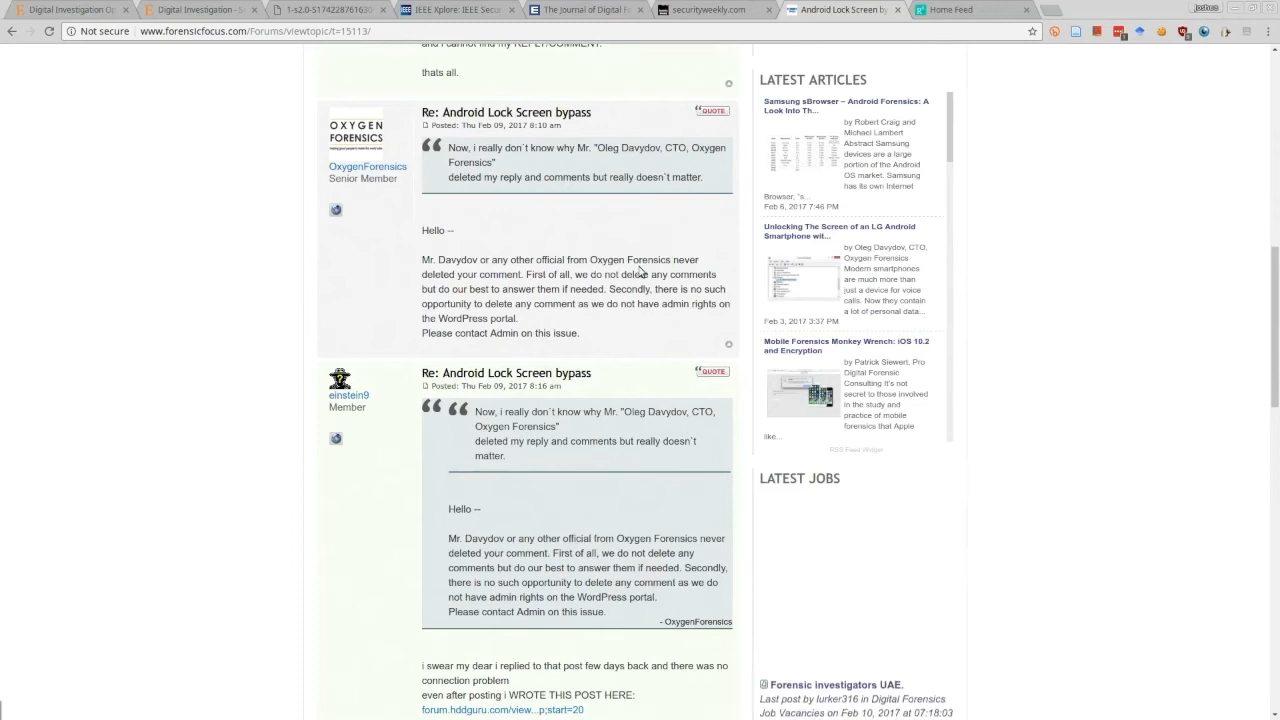 Digital Investigation Op
Digital Investigation - S
1-s2.0-S17422876163
IEEE Xplore: IEEE Secu
The Journal of Digital Fo
securityweekly.com
Android Lock Screen by
Home Feed
Not secure
www.forensicfocus.com/Forums/viewtopic/t=15113/
and i cannot find my REPLY/COMMENT.
thats all.
OXYGEN
FORENSICS
OxygenForensics
Senior Member
Re: Android Lock Screen bypass
QUOTE
Posted: Thu Feb 09, 2017 8:10 am
Now, i really don`t know why Mr. "Oleg Davydov, CTO, Oxygen
Forensics"
deleted my reply and comments but really doesn`t matter.
Hello --
Mr. Davydov or any other official from Oxygen Forensics never
deleted your comment. First of all, we do not delete any comments
but do our best to answer them if needed. Secondly, there is no such
opportunity to delete any comment as we do not have admin rights on
the WordPress portal.
Please contact Admin on this issue.
einstein9
Member
Re: Android Lock Screen bypass
QUOTE
Posted: Thu Feb 09, 2017 8:16 am
Now, i really don`t know why Mr. "Oleg Davydov, CTO,
Oxygen Forensics"
deleted my reply and comments but really doesn`t
matter.
Hello --
Mr. Davydov or any other official from Oxygen Forensics never
deleted your comment. First of all, we do not delete any
comments but do our best to answer them if needed. Secondly,
there is no such opportunity to delete any comment as we do
not have admin rights on the WordPress portal.
Please contact Admin on this issue.
- OxygenForensics
i swear my dear i replied to that post few days back and there was no
connection problem
even after posting i WROTE THIS POST HERE:
forum.hddguru.com/view...p;start=20
LATEST ARTICLES
Samsung sBrowser – Android Forensics: A
Look Into Th...
by Robert Craig and
Michael Lambert
Abstract Samsung
devices are a large
portion of the Android
OS market. Samsung
has its own Internet
Browser, "s...
Feb 6, 2017 7:46 PM
Unlocking The Screen of an LG Android
Smartphone wit...
by Oleg Davydov, CTO,
Oxygen Forensics
Modern smartphones
are much more than
just a device for voice
calls. Now they contain
a lot of personal data...
Feb 3, 2017 3:37 PM
Mobile Forensics Monkey Wrench: iOS 10.2
and Encryption
by Patrick Siewert, Pro
Digital Forensic
Consulting It's not
secret to those involved
in the study and
practice of mobile
forensics that Apple
like...
RSS Feed Widget
LATEST JOBS
Forensic investigators UAE.
Last post by lurker316 in Digital Forensics
Job Vacancies on Feb 10, 2017 at 07:18:03